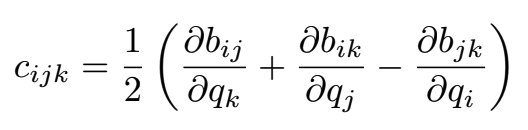 c_{ijk} = \frac{1}{2} \left( \frac{\partial b_{ij}}{\partial q_k} + \frac{\partial b_{ik}}{\partial q_j} - \frac{\partial b_{jk}}{\partial q_i} \right)